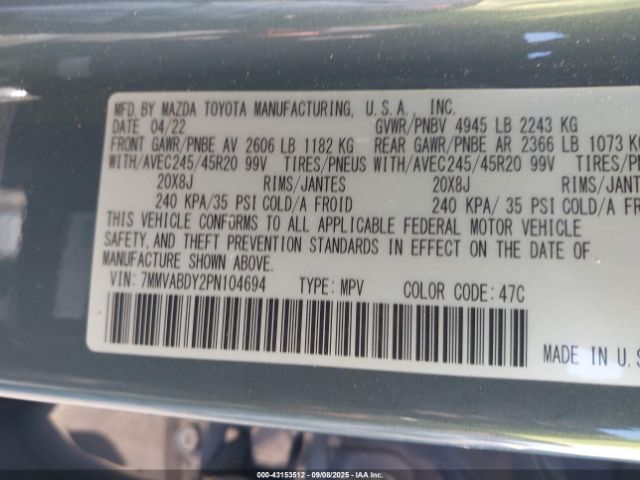 MFD. BY MAZDA TOYOTA MANUFACTURING, U.S.A. INC.
DATE 04/22 GVWR/PNBV 4945 LB 2243 KG
FRONT GAWR/PNBE AV 2606 LB 1182 KG REAR GAWR/PNBE AR 2366 LB 1073 KG
WITH/AVEC245/45R20 99V TIRES/PNEUS WITH/AVEC245/45R20 99V TIRES/PN
20X8J RIMS/JANTES 20X8J RIMS/JANT
240 KPA/35 PSI COLD/A FROID 240 KPA/ 35 PSI COLD/A F
THIS VEHICLE CONFORMS TO ALL APPLICABLE FEDERAL MOTOR VEHICLE
SAFETY, AND THEFT PREVENTION STANDARDS IN EFFECT ON THE DATE OF
MANUFACTURE SHOWN ABOVE.
VIN: 7MMVABDY2PN104694 TYPE: MPV COLOR CODE: 47C
MADE IN U.S
000-43153512 - 09/08/2025 - IAA Inc.